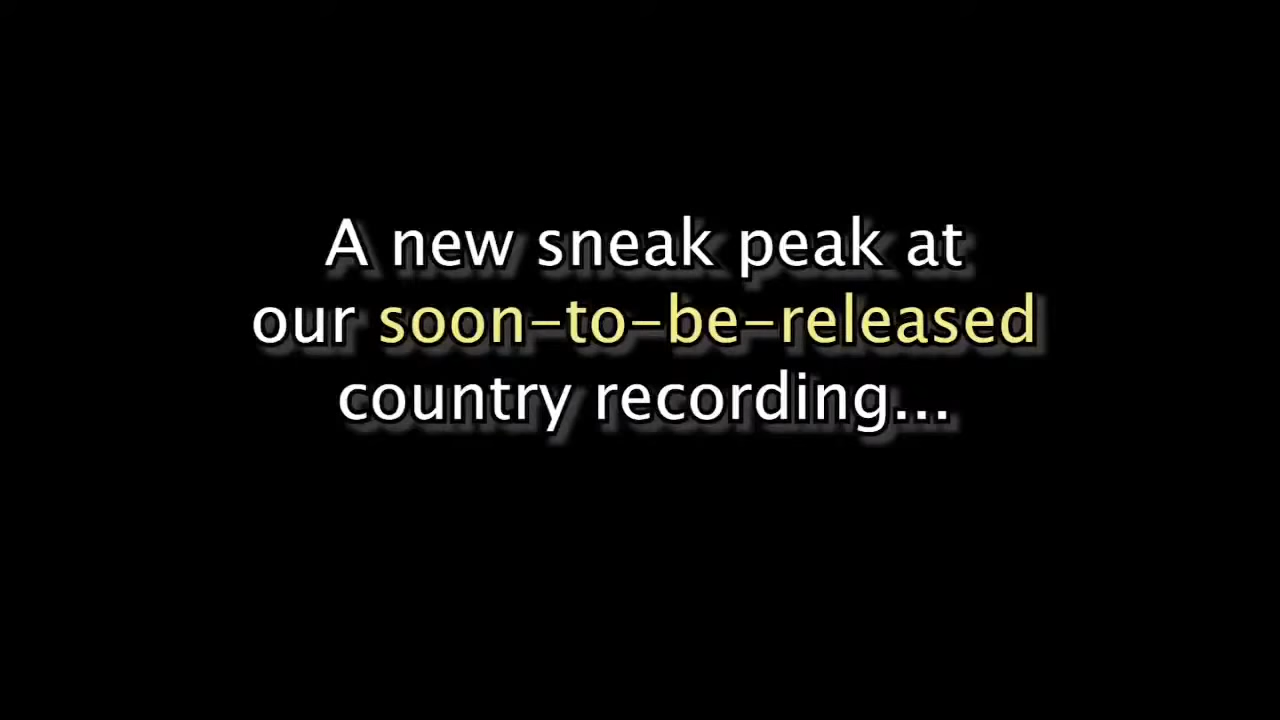 A new sneak peak at
our soon-to-be-released
country recording...